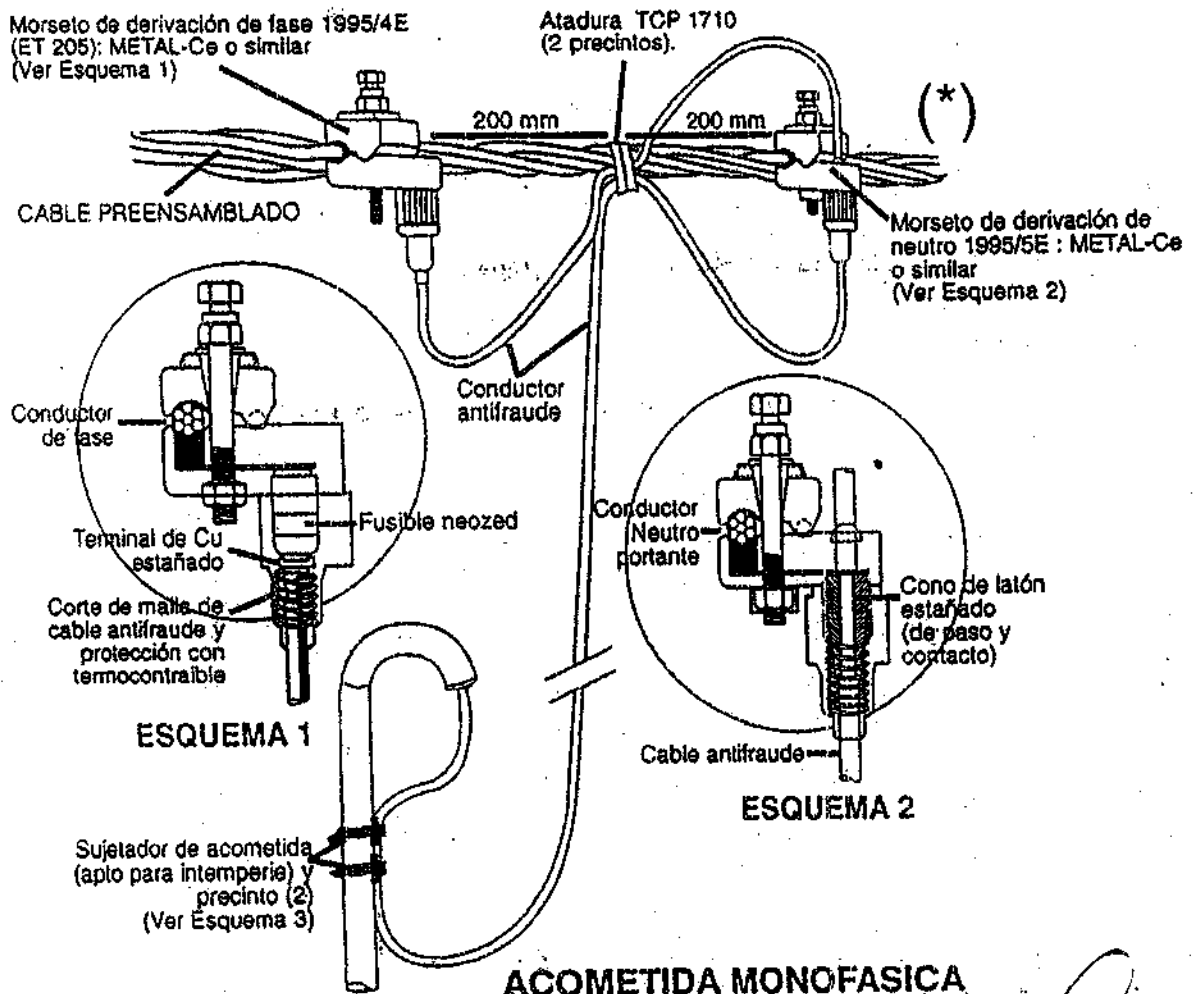 Morseto de derivación de fase 1995/4E
(ET 205): METAL-Ce o similar
(Ver Esquema 1)
Atadura TCP 1710
(2 precintos).
(*)
200 mm
200 mm
CABLE PREENSAMBLADO
Morseto de derivación de
neutro 1995/5E : METAL-Ce
o similar
(Ver Esquema 2)
Conductor
antifraude
Conductor
de fase
Fusible neozed
Terminal de Cu
estañado
Corte de malla de
cable antifraude y
protección con
termocontraible
ESQUEMA 1
Conductor
Neutro
portante
Cono de latón
estañado
(de paso y
contacto)
Cable antifraude
ESQUEMA 2
Sujetador de acometida
(apto para intemperie) y
precinto (2)
(Ver Esquema 3)
ACOMETIDA MONOFASICA